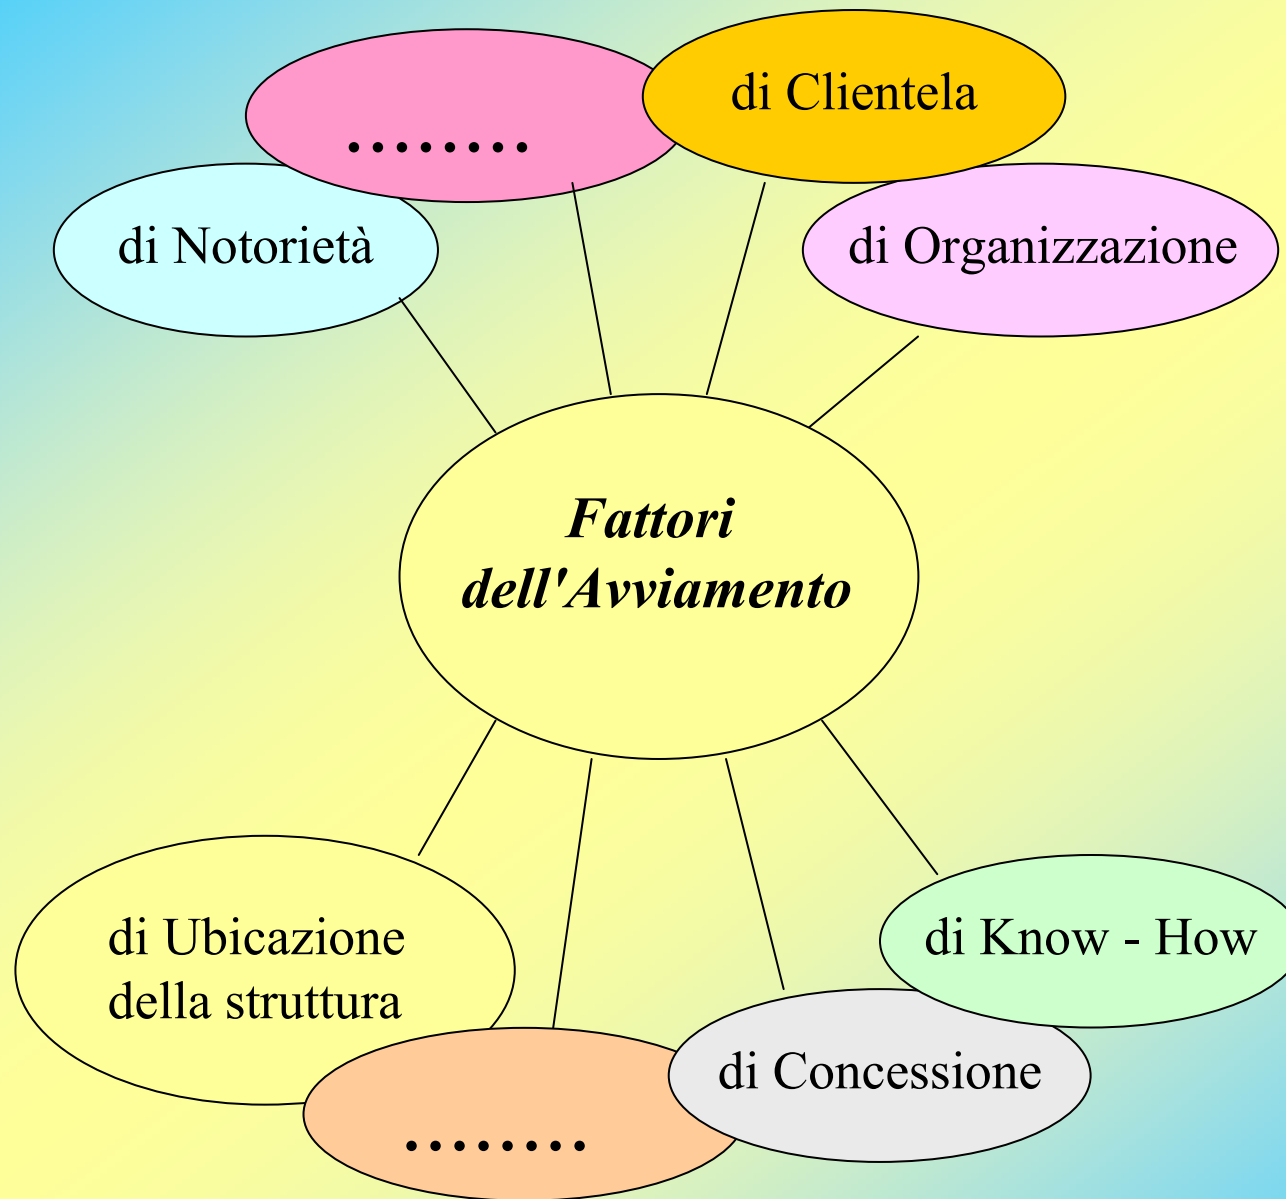 di Clientela
........
di Notorietà
di Organizzazione
Fattori
dell'Avviamento
di Ubicazione
della struttura
di Know - How
di Concessione
........